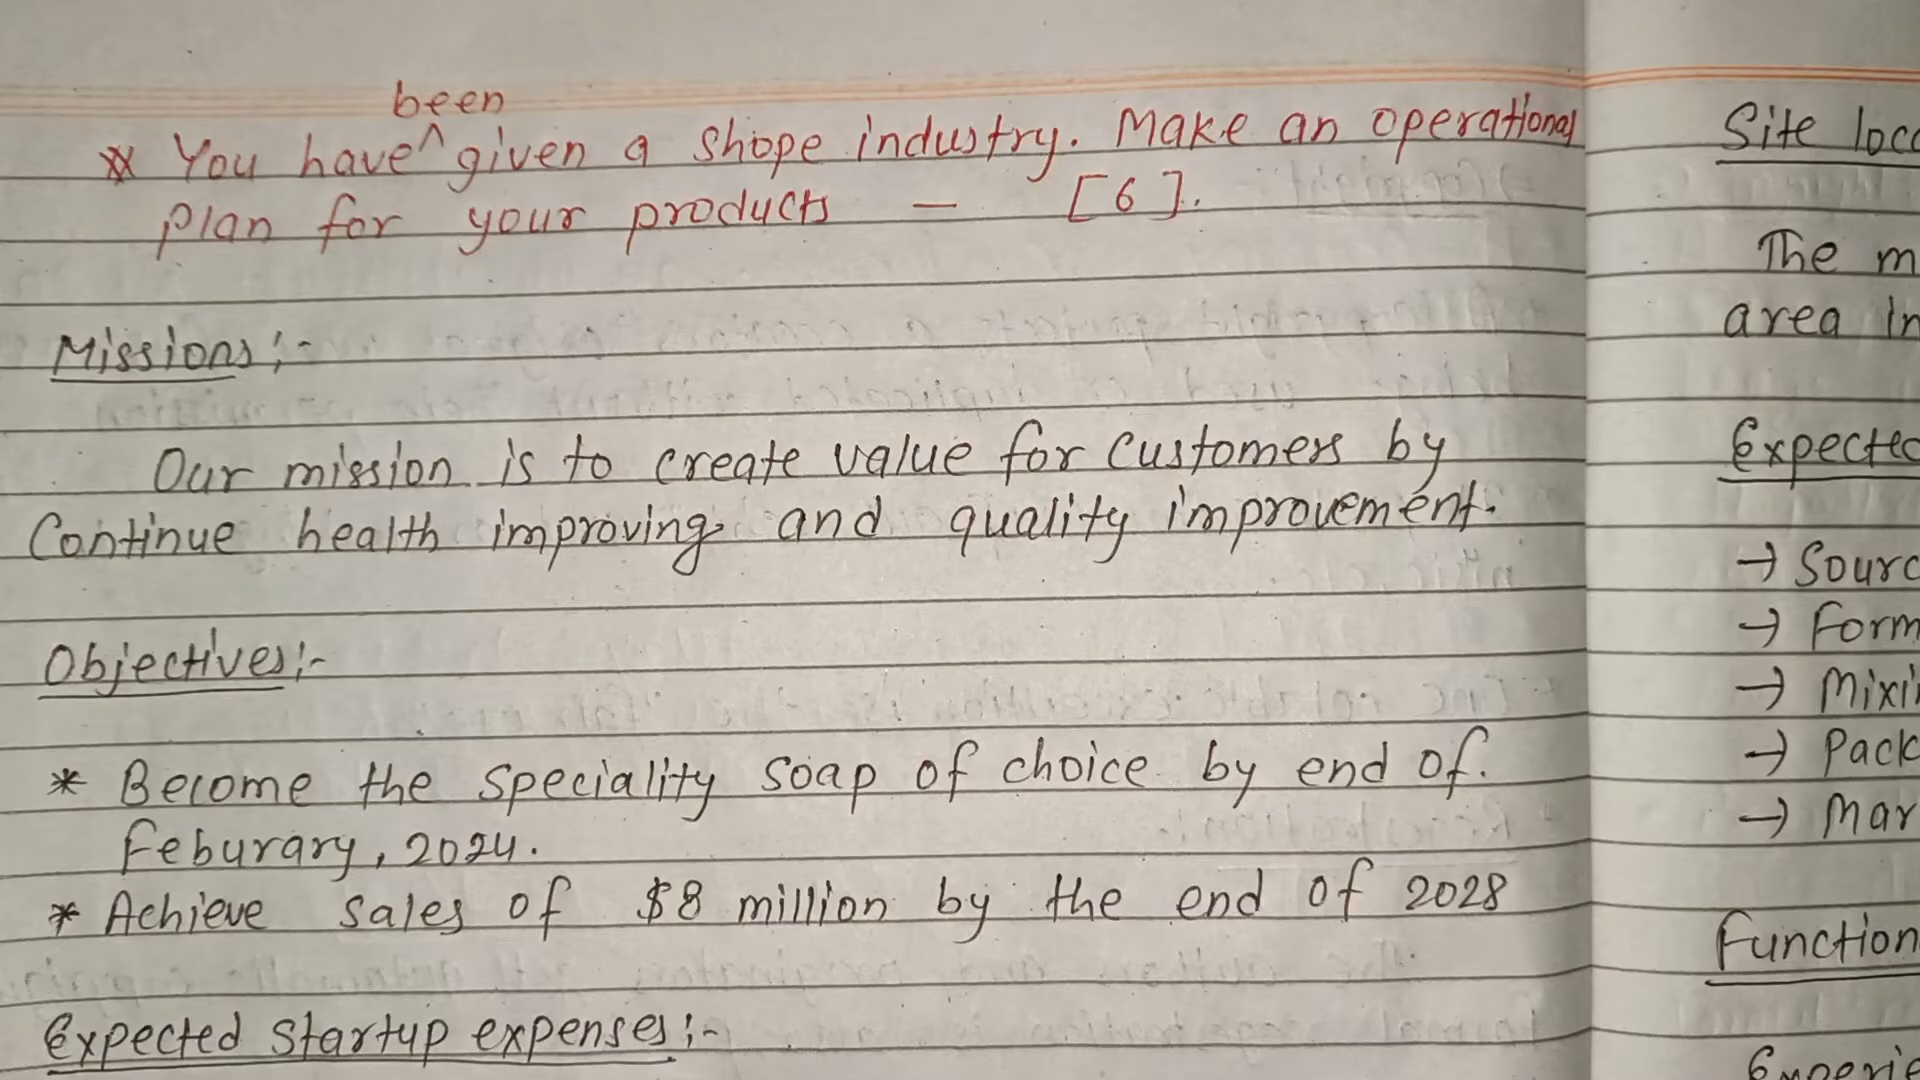 been
* You have ^ given a shope industry. Make an operational
plan for your products - [6].
Missions:-
Our mission is to create value for customers by
Continue health improving and quality improvement.
Objectives:-
* Become the speciality soap of choice by end of.
Feburary, 2024.
* Achieve sales of $8 million by the end of 2028
Expected startup expenses:-
Site loc
The m
area in
Expected
→ Sourc
→ Form
→ Mixi
→ Pack
→ Mar
Function